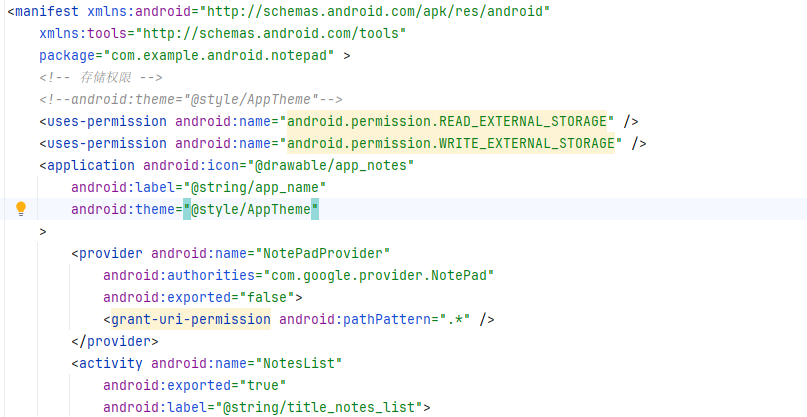 <manifest xmlns:android="http://schemas.android.com/apk/res/android"
xmlns:tools="http://schemas.android.com/tools"
package="com.example.android.notepad" >
<!-- 存储权限 -->
<!--android:theme="@style/AppTheme"-->
<uses-permission android:name="android.permission.READ_EXTERNAL_STORAGE" />
<uses-permission android:name="android.permission.WRITE_EXTERNAL_STORAGE" />
<application android:icon="@drawable/app_notes"
android:label="@string/app_name"
android:theme="@style/AppTheme"
>
<provider android:name="NotePadProvider"
android:authorities="com.google.provider.NotePad"
android:exported="false">
<grant-uri-permission android:pathPattern=".*" />
</provider>
<activity android:name="NotesList"
android:exported="true"
android:label="@string/title_notes_list">